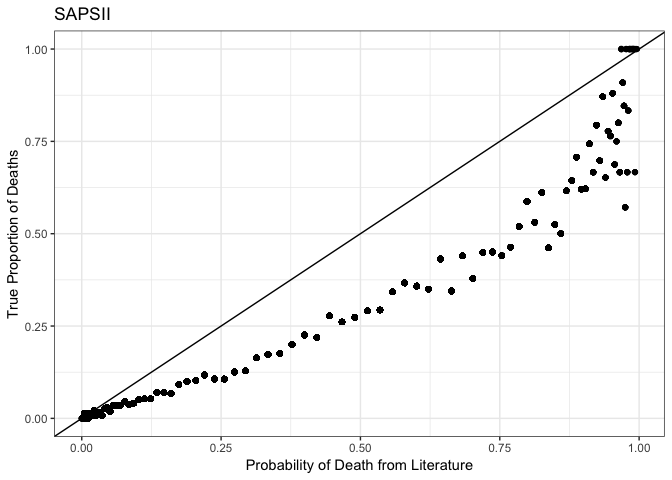 SAPSII
True Proportion of Deaths
1.00
0.75
0.50
0.25
0.00
0.00 0.25 0.50 0.75 1.00
Probability of Death from Literature